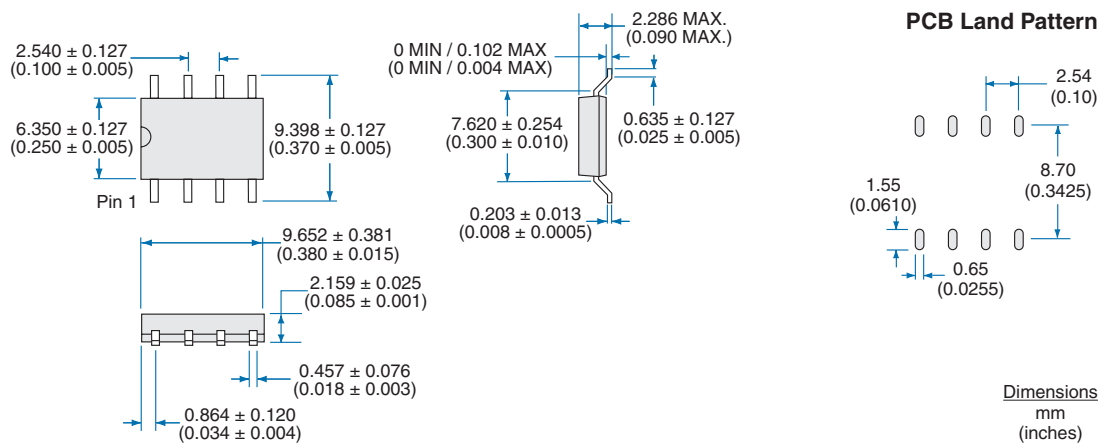 PCB Land Pattern
2.540 ± 0.127
(0.100 ± 0.005)
6.350 ± 0.127
(0.250 ± 0.005)
9.398 ± 0.127
(0.370 ± 0.005)
Pin 1
2.286 MAX.
(0.090 MAX.)
0 MIN / 0.102 MAX
(0 MIN / 0.004 MAX)
7.620 ± 0.254
(0.300 ± 0.010)
0.635 ± 0.127
(0.025 ± 0.005)
0.203 ± 0.013
(0.008 ± 0.0005)
2.54
(0.10)
8.70
(0.3425)
1.55
(0.0610)
0.65
(0.0255)
9.652 ± 0.381
(0.380 ± 0.015)
2.159 ± 0.025
(0.085 ± 0.001)
0.457 ± 0.076
(0.018 ± 0.003)
0.864 ± 0.120
(0.034 ± 0.004)
Dimensions
mm
(inches)